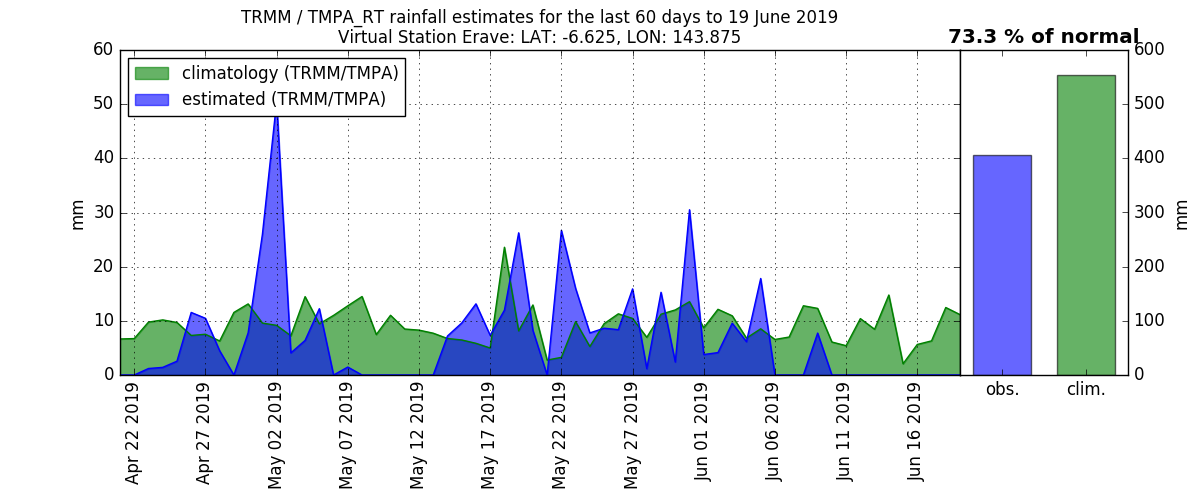 TRMM / TMPA_RT rainfall estimates for the last 60 days to 19 June 2019
Virtual Station Erave: LAT: -6.625, LON: 143.875
73.3 % of normal
climatology (TRMM/TMPA)
estimated (TRMM/TMPA)
60
50
40
30
20
10
0
mm
Apr 22 2019
Apr 27 2019
May 02 2019
May 07 2019
May 12 2019
May 17 2019
May 22 2019
May 27 2019
Jun 01 2019
Jun 06 2019
Jun 11 2019
Jun 16 2019
obs.
clim.
600
500
400
300
200
100
0
mm